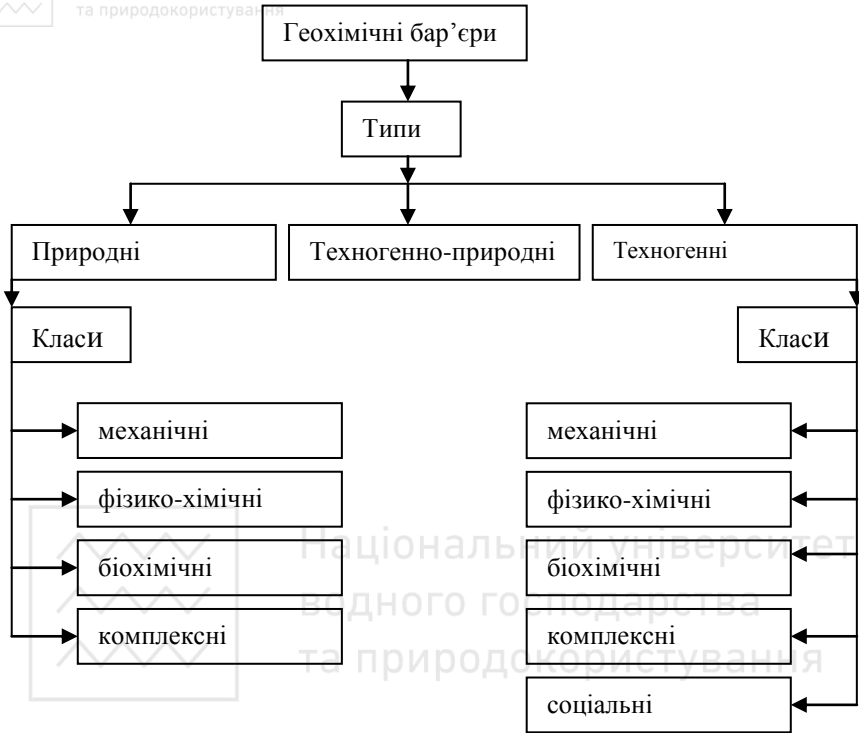 та природокористування
Геохімічні бар’єри
Типи
Природні
Техногенно-природні
Техногенні
Класи
Класи
механічні
механічні
фізико-хімічні
фізико-хімічні
Національний університет
біохімічні
біохімічні
водного господарства
комплексні
комплексні
та природокористування
соціальні